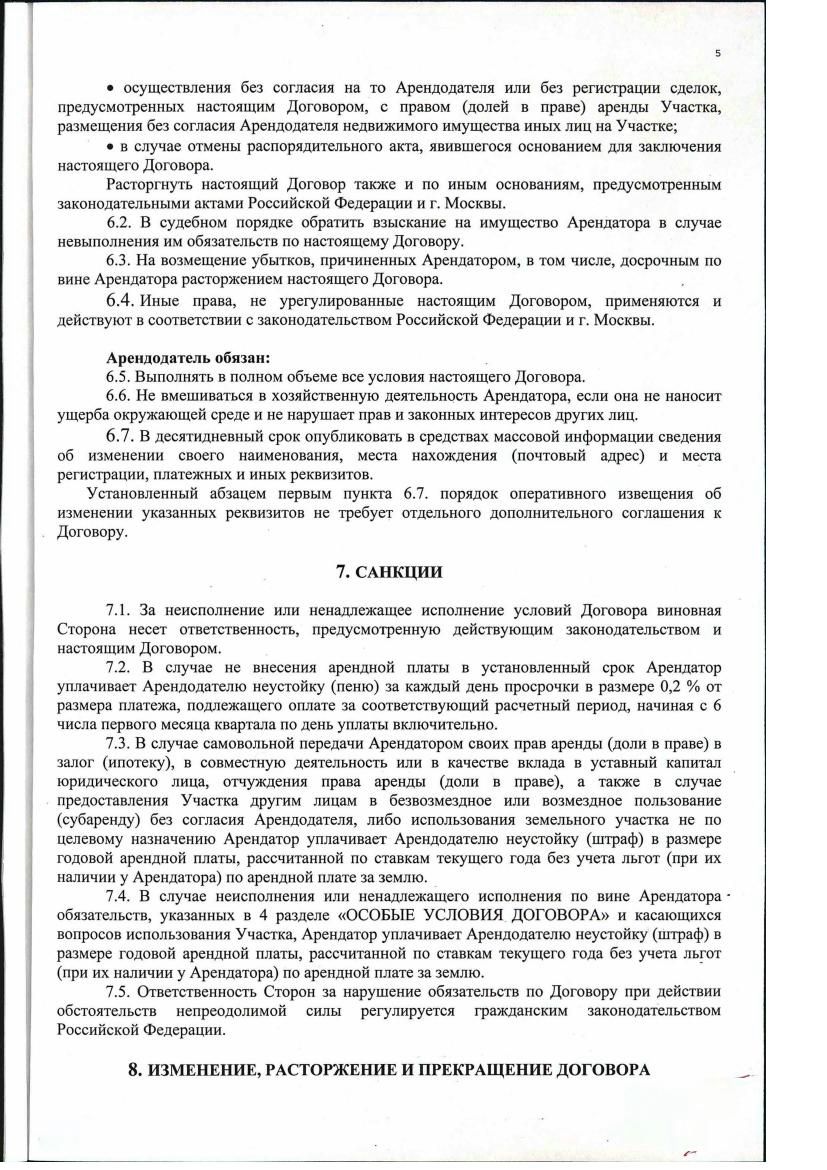 5
• осуществления без согласия на то Арендодателя или без регистрации сделок,
предусмотренных настоящим Договором, с правом (долей в праве) аренды Участка,
размещения без согласия Арендодателя недвижимого имущества иных лиц на Участке;
• в случае отмены распорядительного акта, явившегося основанием для заключения
настоящего Договора.
Расторгнуть настоящий Договор также и по иным основаниям, предусмотренным
законодательными актами Российской Федерации и г. Москвы.
6.2. В судебном порядке обратить взыскание на имущество Арендатора в случае
невыполнения им обязательств по настоящему Договору.
6.3. На возмещение убытков, причиненных Арендатором, в том числе, досрочным по
вине Арендатора расторжением настоящего Договора.
6.4. Иные права, не урегулированные настоящим Договором, применяются и
действуют в соответствии с законодательством Российской Федерации и г. Москвы.
Арендодатель обязан:
6.5. Выполнять в полном объеме все условия настоящего Договора.
6.6. Не вмешиваться в хозяйственную деятельность Арендатора, если она не наносит
ущерба окружающей среде и не нарушает прав и законных интересов других лиц.
6.7. В десятидневный срок опубликовать в средствах массовой информации сведения
об изменении своего наименования, места нахождения (почтовый адрес) и места
регистрации, платежных и иных реквизитов.
Установленный абзацем первым пункта 6.7. порядок оперативного извещения об
изменении указанных реквизитов не требует отдельного дополнительного соглашения к
Договору.
7. САНКЦИИ
7.1. За неисполнение или ненадлежащее исполнение условий Договора виновная
Сторона несет ответственность, предусмотренную действующим законодательством и
настоящим Договором.
7.2. В случае не внесения арендной платы в установленный срок Арендатор
уплачивает Арендодателю неустойку (пеню) за каждый день просрочки в размере 0,2 % от
размера платежа, подлежащего оплате за соответствующий расчетный период, начиная с 6
числа первого месяца квартала по день уплаты включительно.
7.3. В случае самовольной передачи Арендатором своих прав аренды (доли в праве) в
залог (ипотеку), в совместную деятельность или в качестве вклада в уставный капитал
юридического лица, отчуждения права аренды (доли в праве), а также в случае
предоставления Участка другим лицам в безвозмездное или возмездное пользование
(субаренду) без согласия Арендодателя, либо использования земельного участка не по
целевому назначению Арендатор уплачивает Арендодателю неустойку (штраф) в размере
годовой арендной платы, рассчитанной по ставкам текущего года без учета льгот (при их
наличии у Арендатора) по арендной плате за землю.
7.4. В случае неисполнения или ненадлежащего исполнения по вине Арендатора
обязательств, указанных в 4 разделе «ОСОБЫЕ УСЛОВИЯ ДОГОВОРА» и касающихся
вопросов использования Участка, Арендатор уплачивает Арендодателю неустойку (штраф) в
размере годовой арендной платы, рассчитанной по ставкам текущего года без учета льгот
(при их наличии у Арендатора) по арендной плате за землю.
7.5. Ответственность Сторон за нарушение обязательств по Договору при действии
обстоятельств непреодолимой силы регулируется гражданским законодательством
Российской Федерации.
8. ИЗМЕНЕНИЕ, РАСТОРЖЕНИЕ И ПРЕКРАЩЕНИЕ ДОГОВОРА